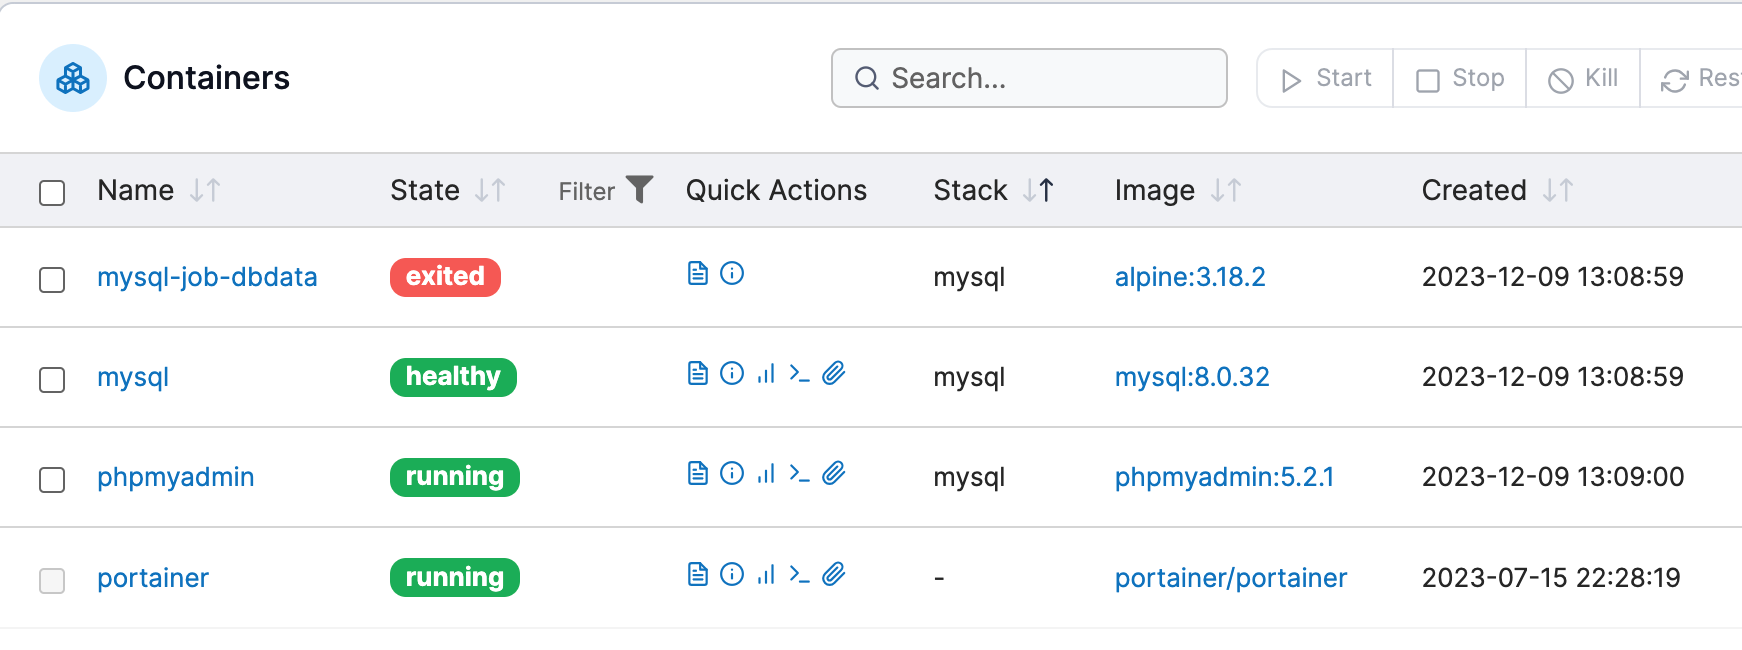 Containers Search... Start Stop Kill Rest
Name State Filter Quick Actions Stack Image Created
mysql-job-dbdata exited mysql alpine:3.18.2 2023-12-09 13:08:59
mysql healthy mysql mysql:8.0.32 2023-12-09 13:08:59
phpmyadmin running mysql phpmyadmin:5.2.1 2023-12-09 13:09:00
portainer running - portainer/portainer 2023-07-15 22:28:19